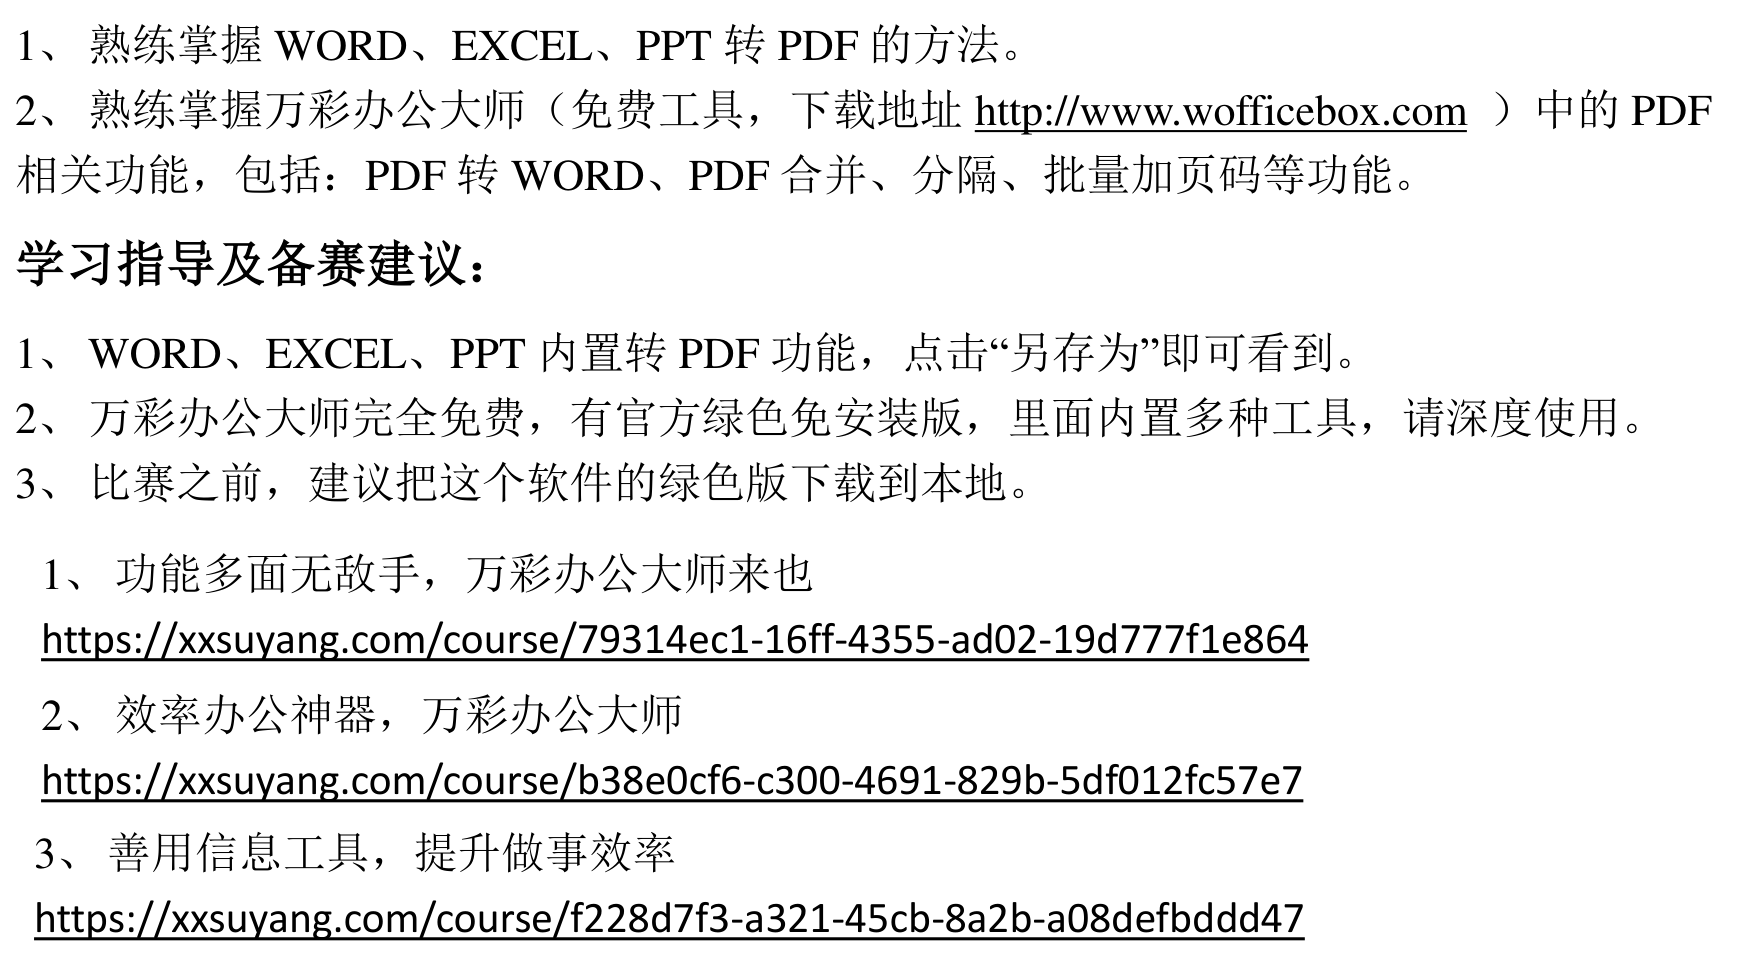 1、 熟练掌握 WORD、EXCEL、PPT 转 PDF 的方法。
2、 熟练掌握万彩办公大师（免费工具，下载地址 http://www.wofficebox.com ）中的 PDF
相关功能，包括：PDF 转 WORD、PDF 合并、分隔、批量加页码等功能。
学习指导及备赛建议：
1、 WORD、EXCEL、PPT 内置转 PDF 功能，点击“另存为”即可看到。
2、 万彩办公大师完全免费，有官方绿色免安装版，里面内置多种工具，请深度使用。
3、 比赛之前，建议把这个软件的绿色版下载到本地。
1、 功能多面无敌手，万彩办公大师来也
https://xxsuyang.com/course/79314ec1-16ff-4355-ad02-19d777f1e864
2、 效率办公神器，万彩办公大师
https://xxsuyang.com/course/b38e0cf6-c300-4691-829b-5df012fc57e7
3、 善用信息工具，提升做事效率
https://xxsuyang.com/course/f228d7f3-a321-45cb-8a2b-a08defbddd47